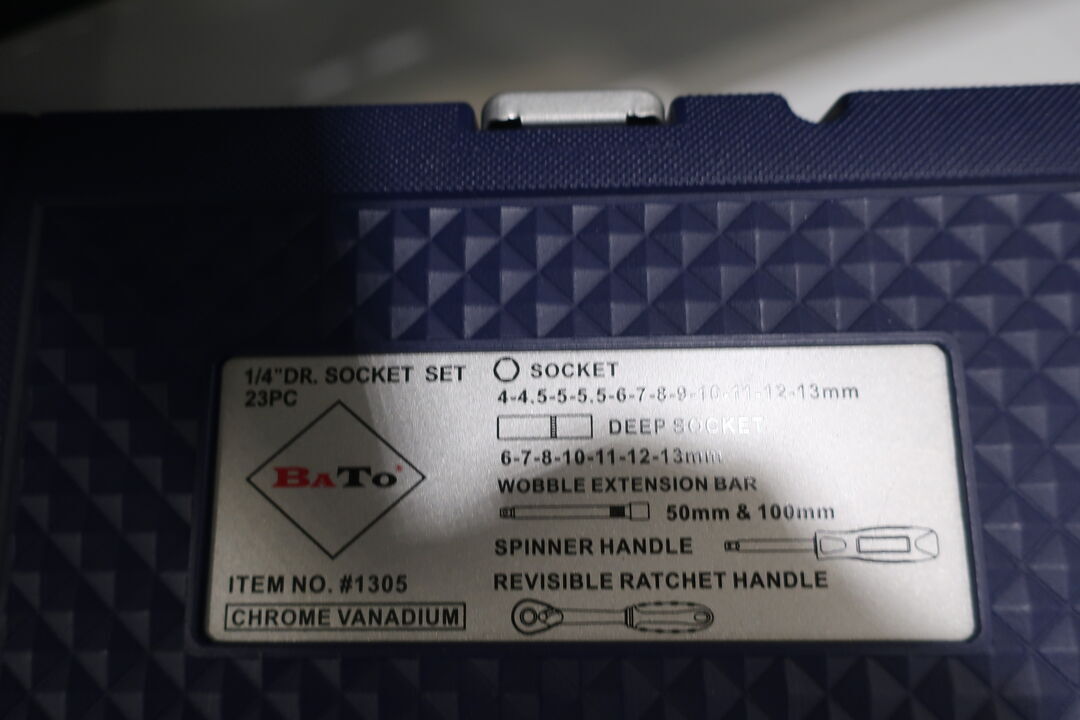 1/4"DR. SOCKET SET
23PC
BATO
ITEM NO. #1305
CHROME VANADIUM
SOCKET
4-4.5-5-5.5-6-7-8-9-10-11-12-13mm
DEEP SOCKET
6-7-8-10-11-12-13mm
WOBBLE EXTENSION BAR
50mm & 100mm
SPINNER HANDLE
REVISIBLE RATCHET HANDLE